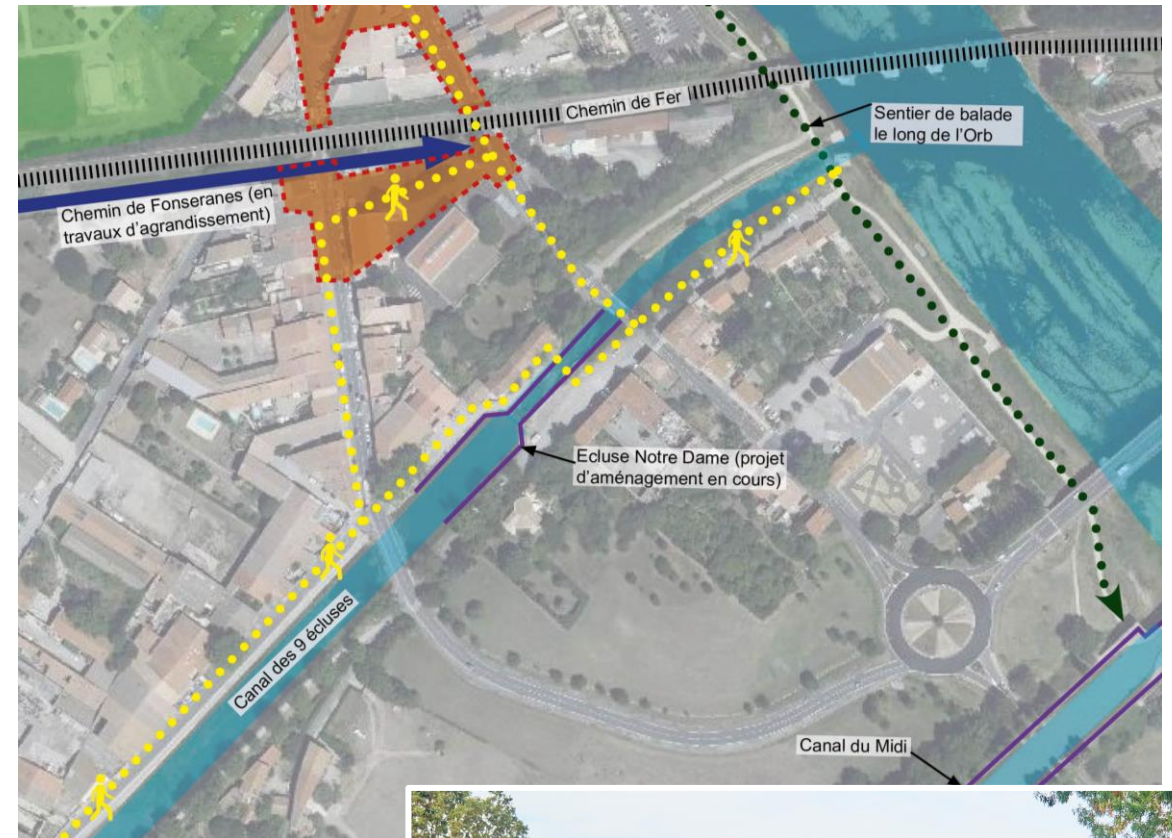 Chemin de Fer
Sentier de balade
le long de l'Orb
Chemin de Fonseranes (en
travaux d'agrandissement)
Ecluse Notre Dame (projet
d'aménagement en cours)
Canal des 9 écluses
Canal du Midi